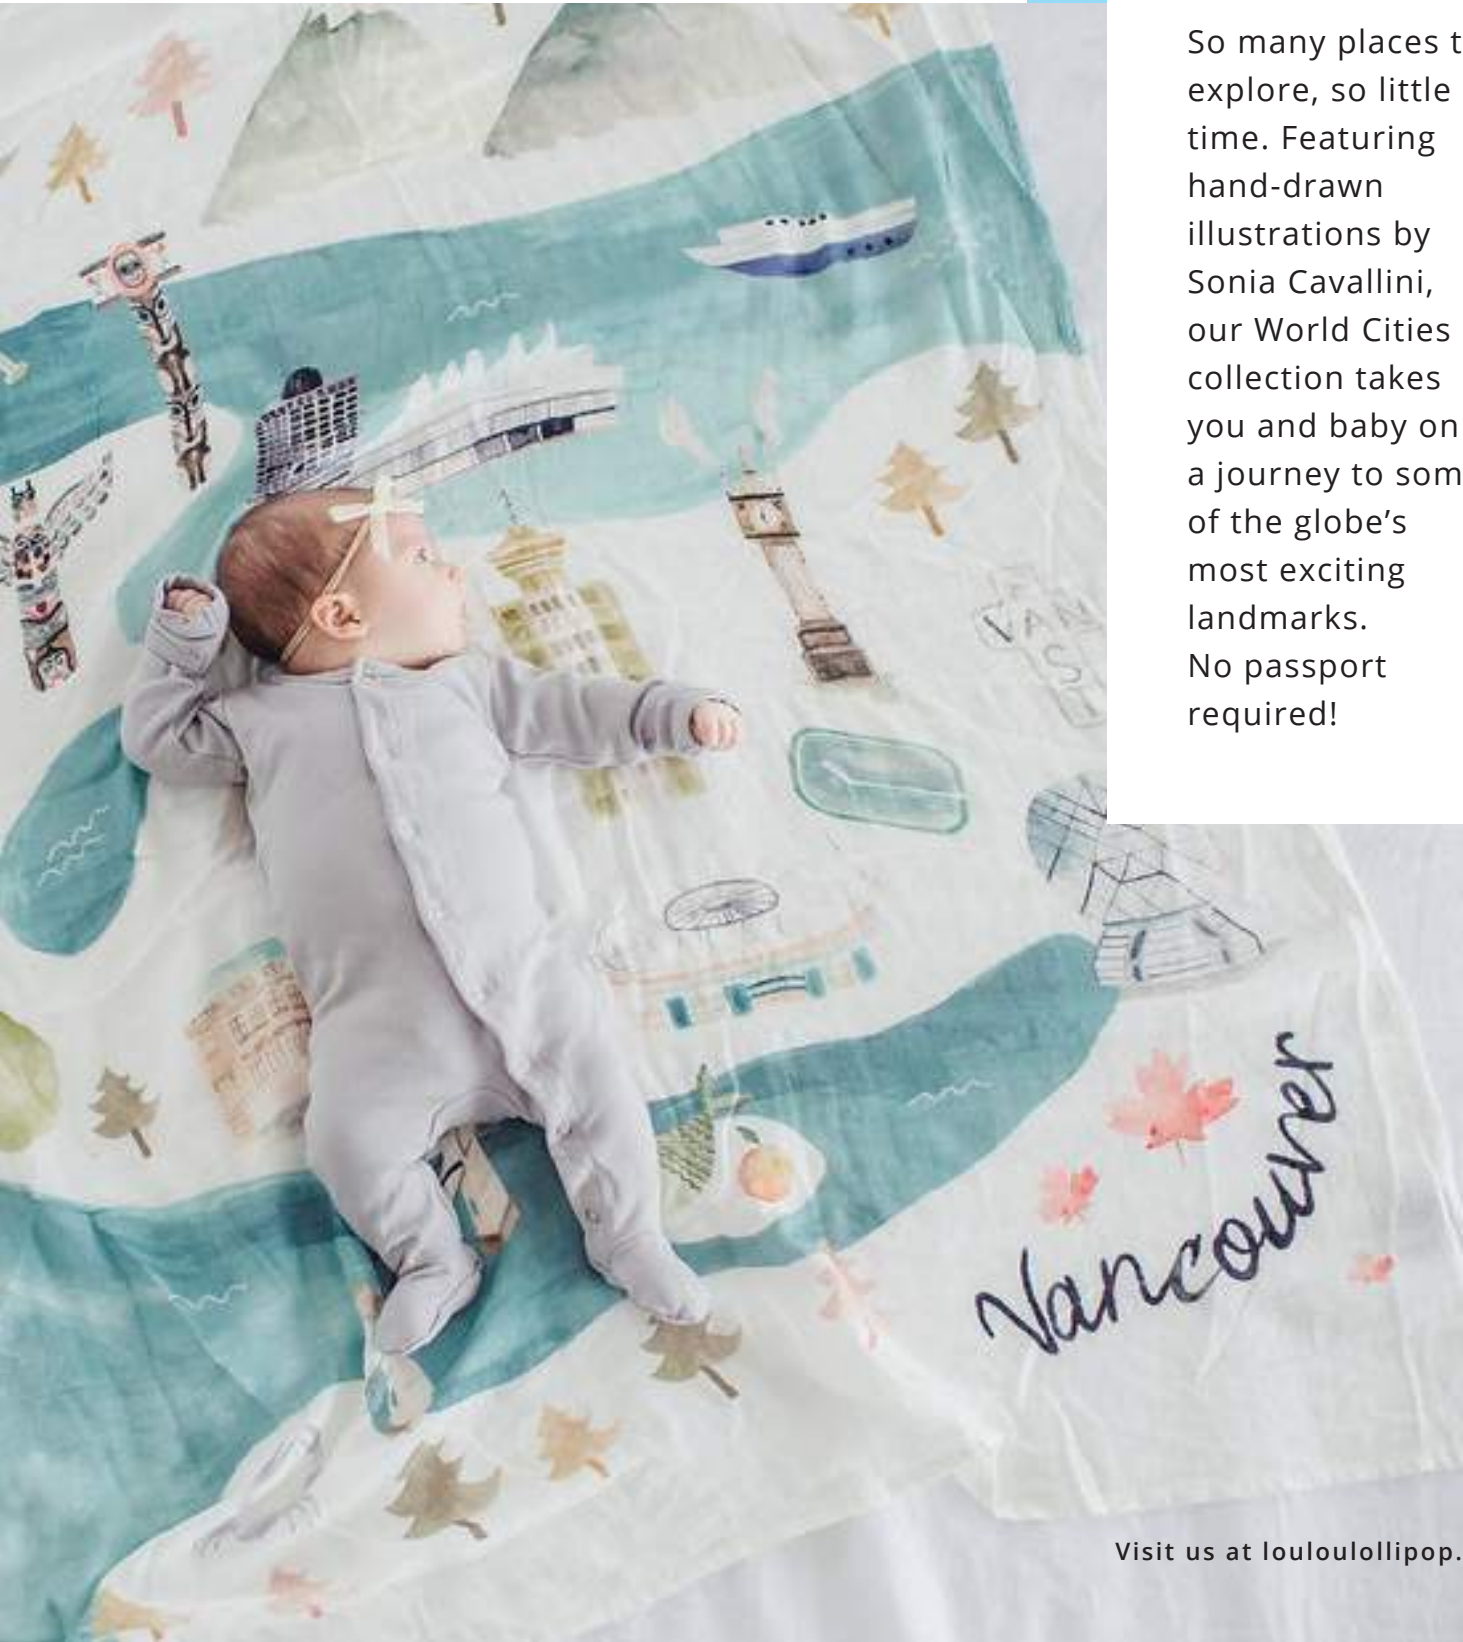 So many places t
explore, so little
time. Featuring
hand-drawn
illustrations by
Sonia Cavallini,
our World Cities
collection takes
you and baby on
a journey to som
of the globe’s
most exciting
landmarks.
No passport
required!
VAN
Vancouver
Visit us at louloulollipop.